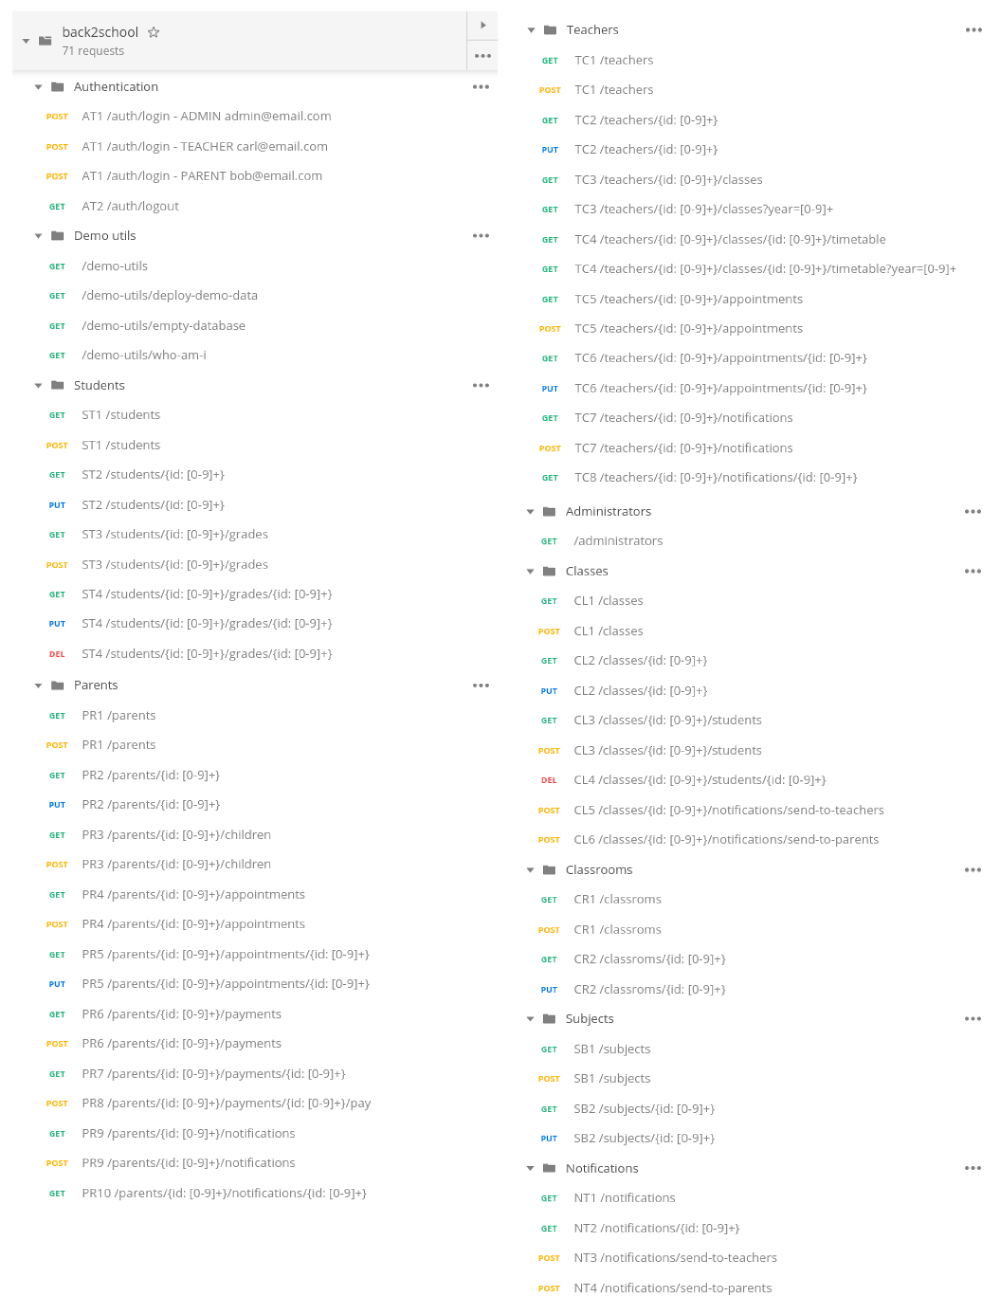 back2school
71 requests
Authentication
POST AT1 /auth/login - ADMIN admin@email.com
POST AT1 /auth/login - TEACHER carl@email.com
POST AT1 /auth/login - PARENT bob@email.com
GET AT2 /auth/logout
Demo utils
GET /demo-utils
GET /demo-utils/deploy-demo-data
GET /demo-utils/empty-database
GET /demo-utils/who-am-i
Students
GET ST1 /students
POST ST1 /students
GET ST2 /students/{id: [0-9]+}
PUT ST2 /students/{id: [0-9]+}
GET ST3 /students/{id: [0-9]+}/grades
POST ST3 /students/{id: [0-9]+}/grades
GET ST4 /students/{id: [0-9]+}/grades/{id: [0-9]+}
PUT ST4 /students/{id: [0-9]+}/grades/{id: [0-9]+}
DEL ST4 /students/{id: [0-9]+}/grades/{id: [0-9]+}
Parents
GET PR1 /parents
POST PR1 /parents
GET PR2 /parents/{id: [0-9]+}
PUT PR2 /parents/{id: [0-9]+}
GET PR3 /parents/{id: [0-9]+}/children
POST PR3 /parents/{id: [0-9]+}/children
GET PR4 /parents/{id: [0-9]+}/appointments
POST PR4 /parents/{id: [0-9]+}/appointments
GET PR5 /parents/{id: [0-9]+}/appointments/{id: [0-9]+}
PUT PR5 /parents/{id: [0-9]+}/appointments/{id: [0-9]+}
GET PR6 /parents/{id: [0-9]+}/payments
POST PR6 /parents/{id: [0-9]+}/payments
GET PR7 /parents/{id: [0-9]+}/payments/{id: [0-9]+}
POST PR8 /parents/{id: [0-9]+}/payments/{id: [0-9]+}/pay
GET PR9 /parents/{id: [0-9]+}/notifications
POST PR9 /parents/{id: [0-9]+}/notifications
GET PR10 /parents/{id: [0-9]+}/notifications/{id: [0-9]+}
Teachers
GET TC1 /teachers
POST TC1 /teachers
GET TC2 /teachers/{id: [0-9]+}
PUT TC2 /teachers/{id: [0-9]+}
GET TC3 /teachers/{id: [0-9]+}/classes
GET TC3 /teachers/{id: [0-9]+}/classes?year=[0-9]+
GET TC4 /teachers/{id: [0-9]+}/classes/{id: [0-9]+}/timetable
GET TC4 /teachers/{id: [0-9]+}/classes/{id: [0-9]+}/timetable?year=[0-9]+
GET TC5 /teachers/{id: [0-9]+}/appointments
POST TC5 /teachers/{id: [0-9]+}/appointments
GET TC6 /teachers/{id: [0-9]+}/appointments/{id: [0-9]+}
PUT TC6 /teachers/{id: [0-9]+}/appointments/{id: [0-9]+}
GET TC7 /teachers/{id: [0-9]+}/notifications
POST TC7 /teachers/{id: [0-9]+}/notifications
GET TC8 /teachers/{id: [0-9]+}/notifications/{id: [0-9]+}
Administrators
GET /administrators
Classes
GET CL1 /classes
POST CL1 /classes
GET CL2 /classes/{id: [0-9]+}
PUT CL2 /classes/{id: [0-9]+}
GET CL3 /classes/{id: [0-9]+}/students
POST CL3 /classes/{id: [0-9]+}/students
DEL CL4 /classes/{id: [0-9]+}/students/{id: [0-9]+}
POST CL5 /classes/{id: [0-9]+}/notifications/send-to-teachers
POST CL6 /classes/{id: [0-9]+}/notifications/send-to-parents
Classrooms
GET CR1 /classroms
POST CR1 /classroms
GET CR2 /classroms/{id: [0-9]+}
PUT CR2 /classroms/{id: [0-9]+}
Subjects
GET SB1 /subjects
POST SB1 /subjects
GET SB2 /subjects/{id: [0-9]+}
PUT SB2 /subjects/{id: [0-9]+}
Notifications
GET NT1 /notifications
GET NT2 /notifications/{id: [0-9]+}
POST NT3 /notifications/send-to-teachers
POST NT4 /notifications/send-to-parents